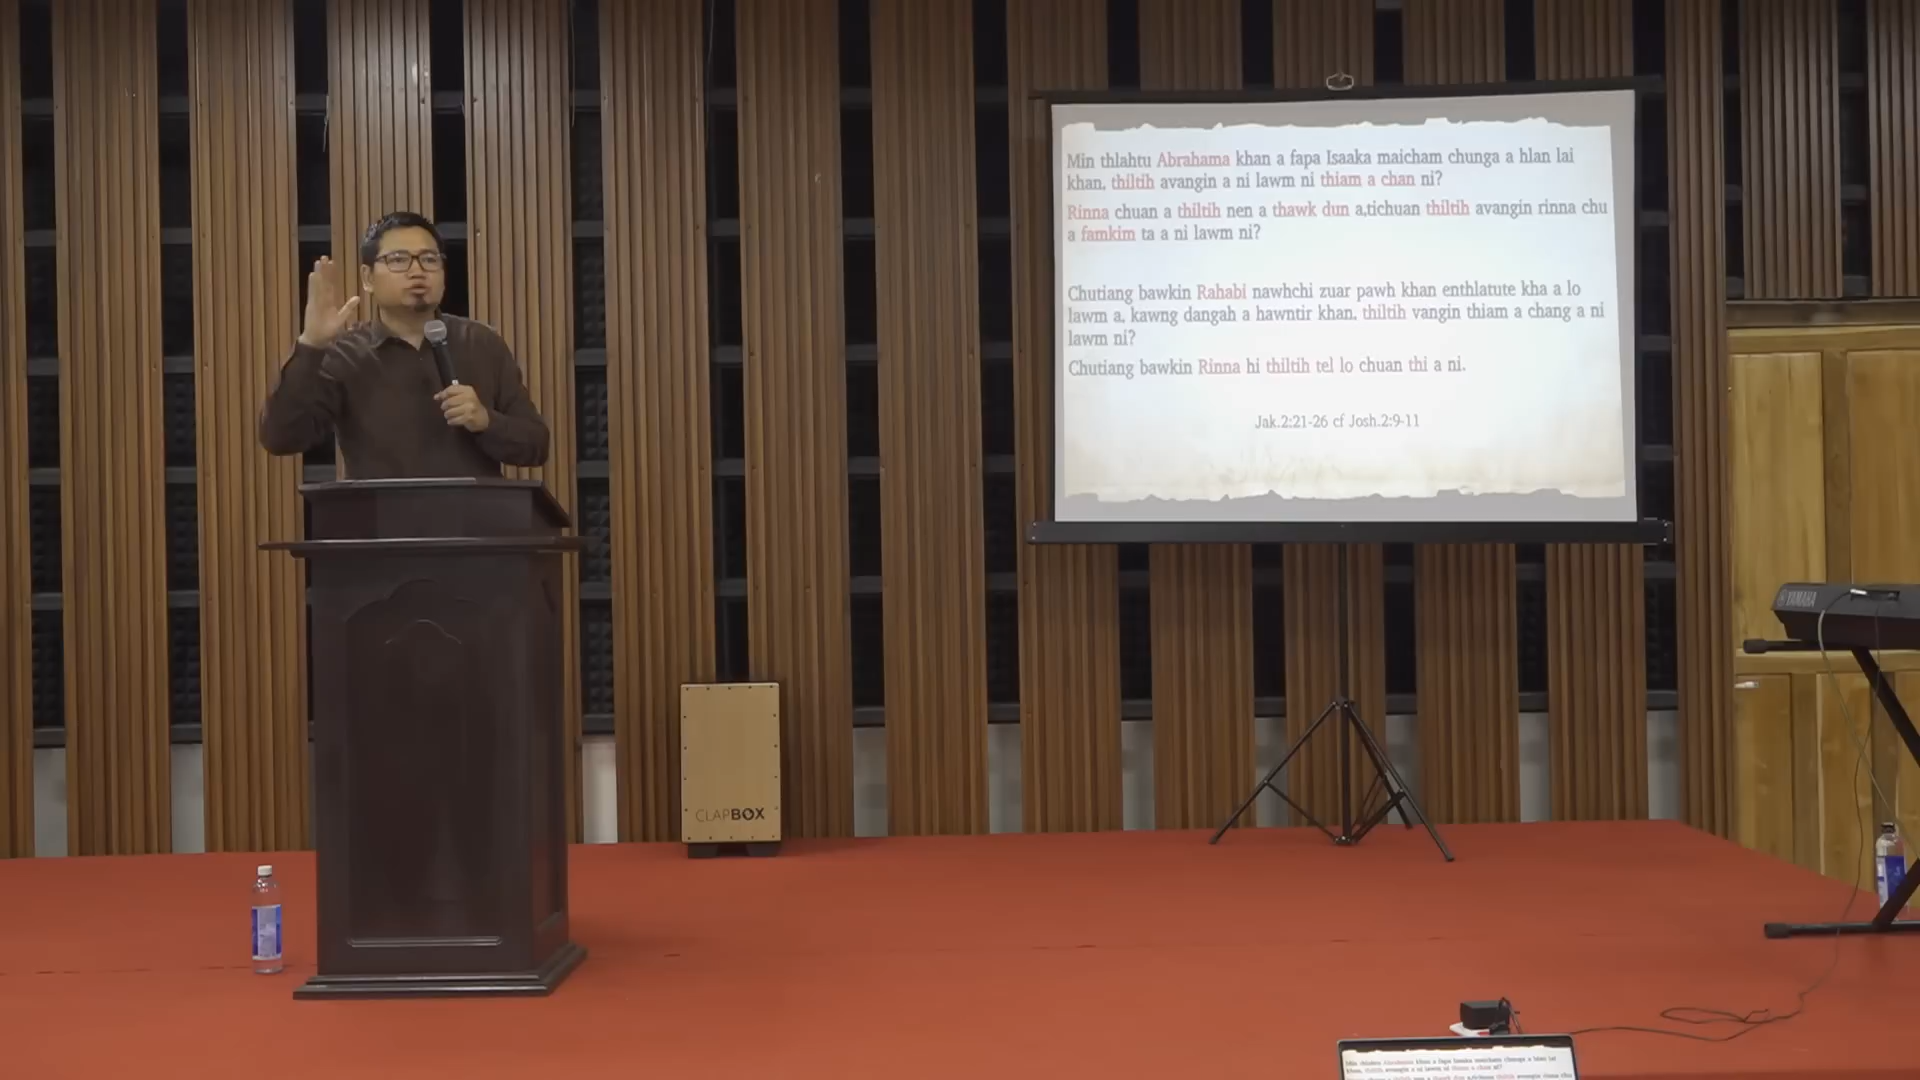 Min thlahtu Abrahama khan a fapa Isaaka maicham chunga a hlan lai
khan, thiltih avangin a ni lawm ni thiam a chan ni?
Rinna chuan a thiltih nen a thawk dun a,tichuan thiltih avangin rinna chu
a famkim ta a ni lawm ni?
Chutiang bawkin Rahabi nawhchi zuar pawh khan enthlatute kha a lo
lawm a, kawng dangah a hawntir khan, thiltih vangin thiam a chang a ni
lawm ni?
Chutiang bawkin Rinna hi thiltih tel lo chuan thi a ni.
Jak.2:21-26 cf Josh.2:9-11
YAMAHA
CLAPBOX